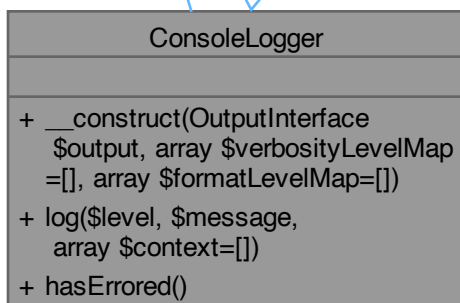 ConsoleLogger
+ __construct(OutputInterface
$output, array $verbosityLevelMap
=[], array $formatLevelMap=[])
+ log($level, $message,
array $context=[])
+ hasErrored()